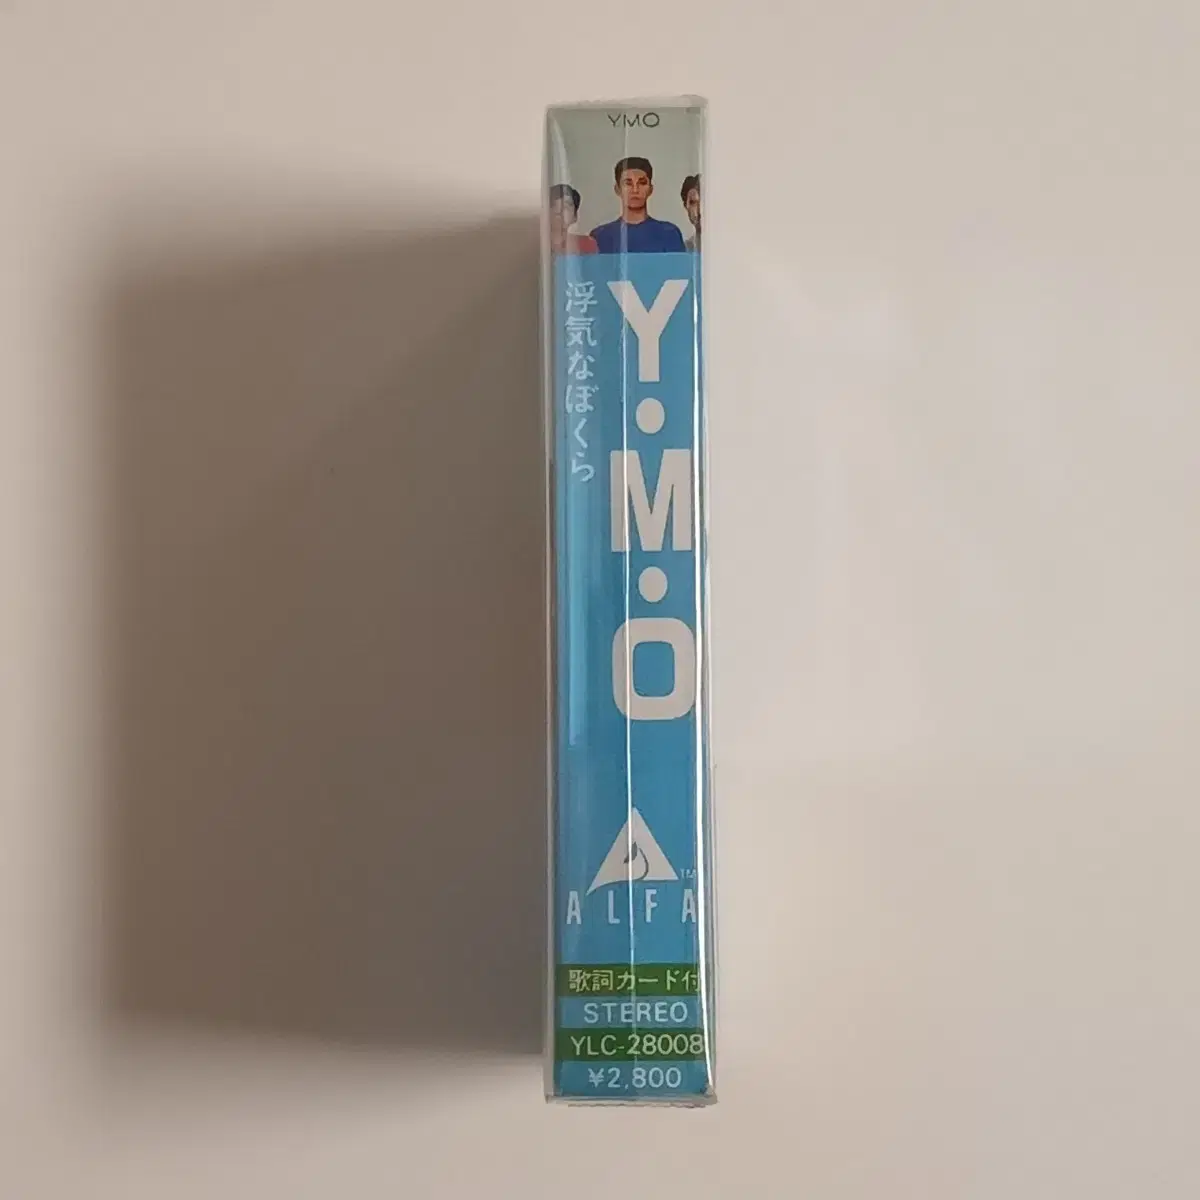 YMO
Y・M・O
浮気なぼくら
TM
ALFA
歌詞カード付
STEREO
YLC-28008
¥2,800